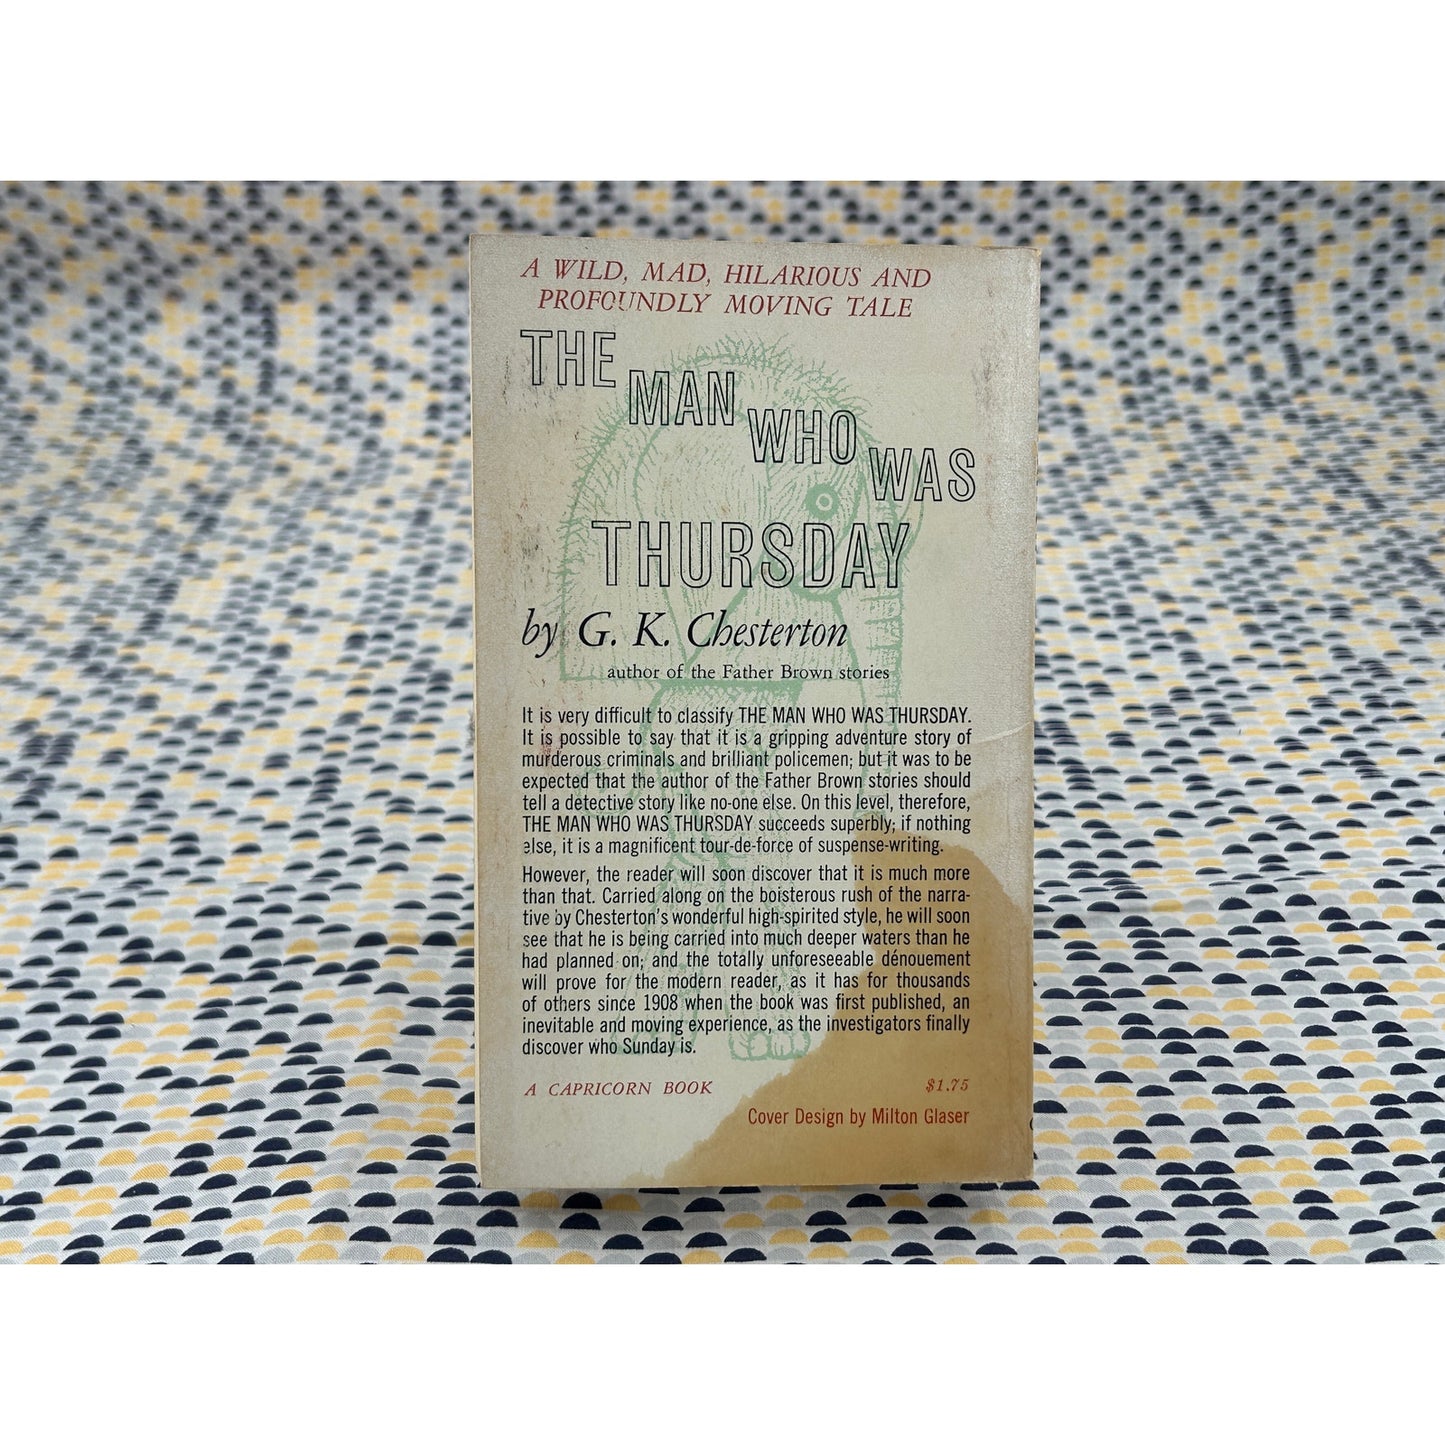 A WILD, MAD, HILARIOUS AND
PROFOUNDLY MOVING TALE
THE
MAN
WHO
WAS
THURSDAY
by G. K. Chesterton
author of the Father Brown stories
It is very difficult to classify THE MAN WHO WAS THURSDAY.
It is possible to say that it is a gripping adventure story of
murderous criminals and brilliant policemen; but it was to be
expected that the author of the Father Brown stories should
tell a detective story like no-one else. On this level, therefore,
THE MAN WHO WAS THURSDAY succeeds superbly; if nothing
else, it is a magnificent tour-de-force of suspense-writing.
However, the reader will soon discover that it is much more
than that. Carried along on the boisterous rush of the narra-
tive by Chesterton's wonderful high-spirited style, he will soon
see that he is being carried into much deeper waters than he
had planned on; and the totally unforeseeable dénouement
will prove for the modern reader, as it has for thousands
of others since 1908 when the book was first published, an
inevitable and moving experience, as the investigators finally
discover who Sunday is.
A CAPRICORN BOOK
$1.75
Cover Design by Milton Glaser